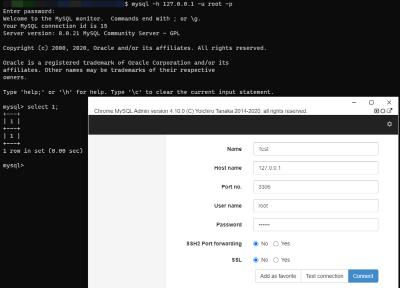 $ mysql -h 127.0.0.1 -u root -p
Enter password:
Welcome to the MySQL monitor.  Commands end with ; or \g.
Your MySQL connection id is 15
Server version: 8.0.21 MySQL Community Server - GPL
Copyright (c) 2000, 2020, Oracle and/or its affiliates. All rights reserved.
Oracle is a registered trademark of Oracle Corporation and/or its
affiliates. Other names may be trademarks of their respective
owners.
Type 'help;' or '\h' for help. Type '\c' to clear the current input statement.
mysql> select 1;
+---+
| 1 |
+---+
| 1 |
+---+
1 row in set (0.00 sec)
mysql>
Chrome MySQL Admin version 4.10.0 (C) Yoichiro Tanaka 2014-2020, all rights reserved.
Name Test
Host name 127.0.0.1
Port no. 3306
User name root
Password ······
SSH2 Port forwarding No Yes
SSL No Yes
Add as favorite Test connection Connect